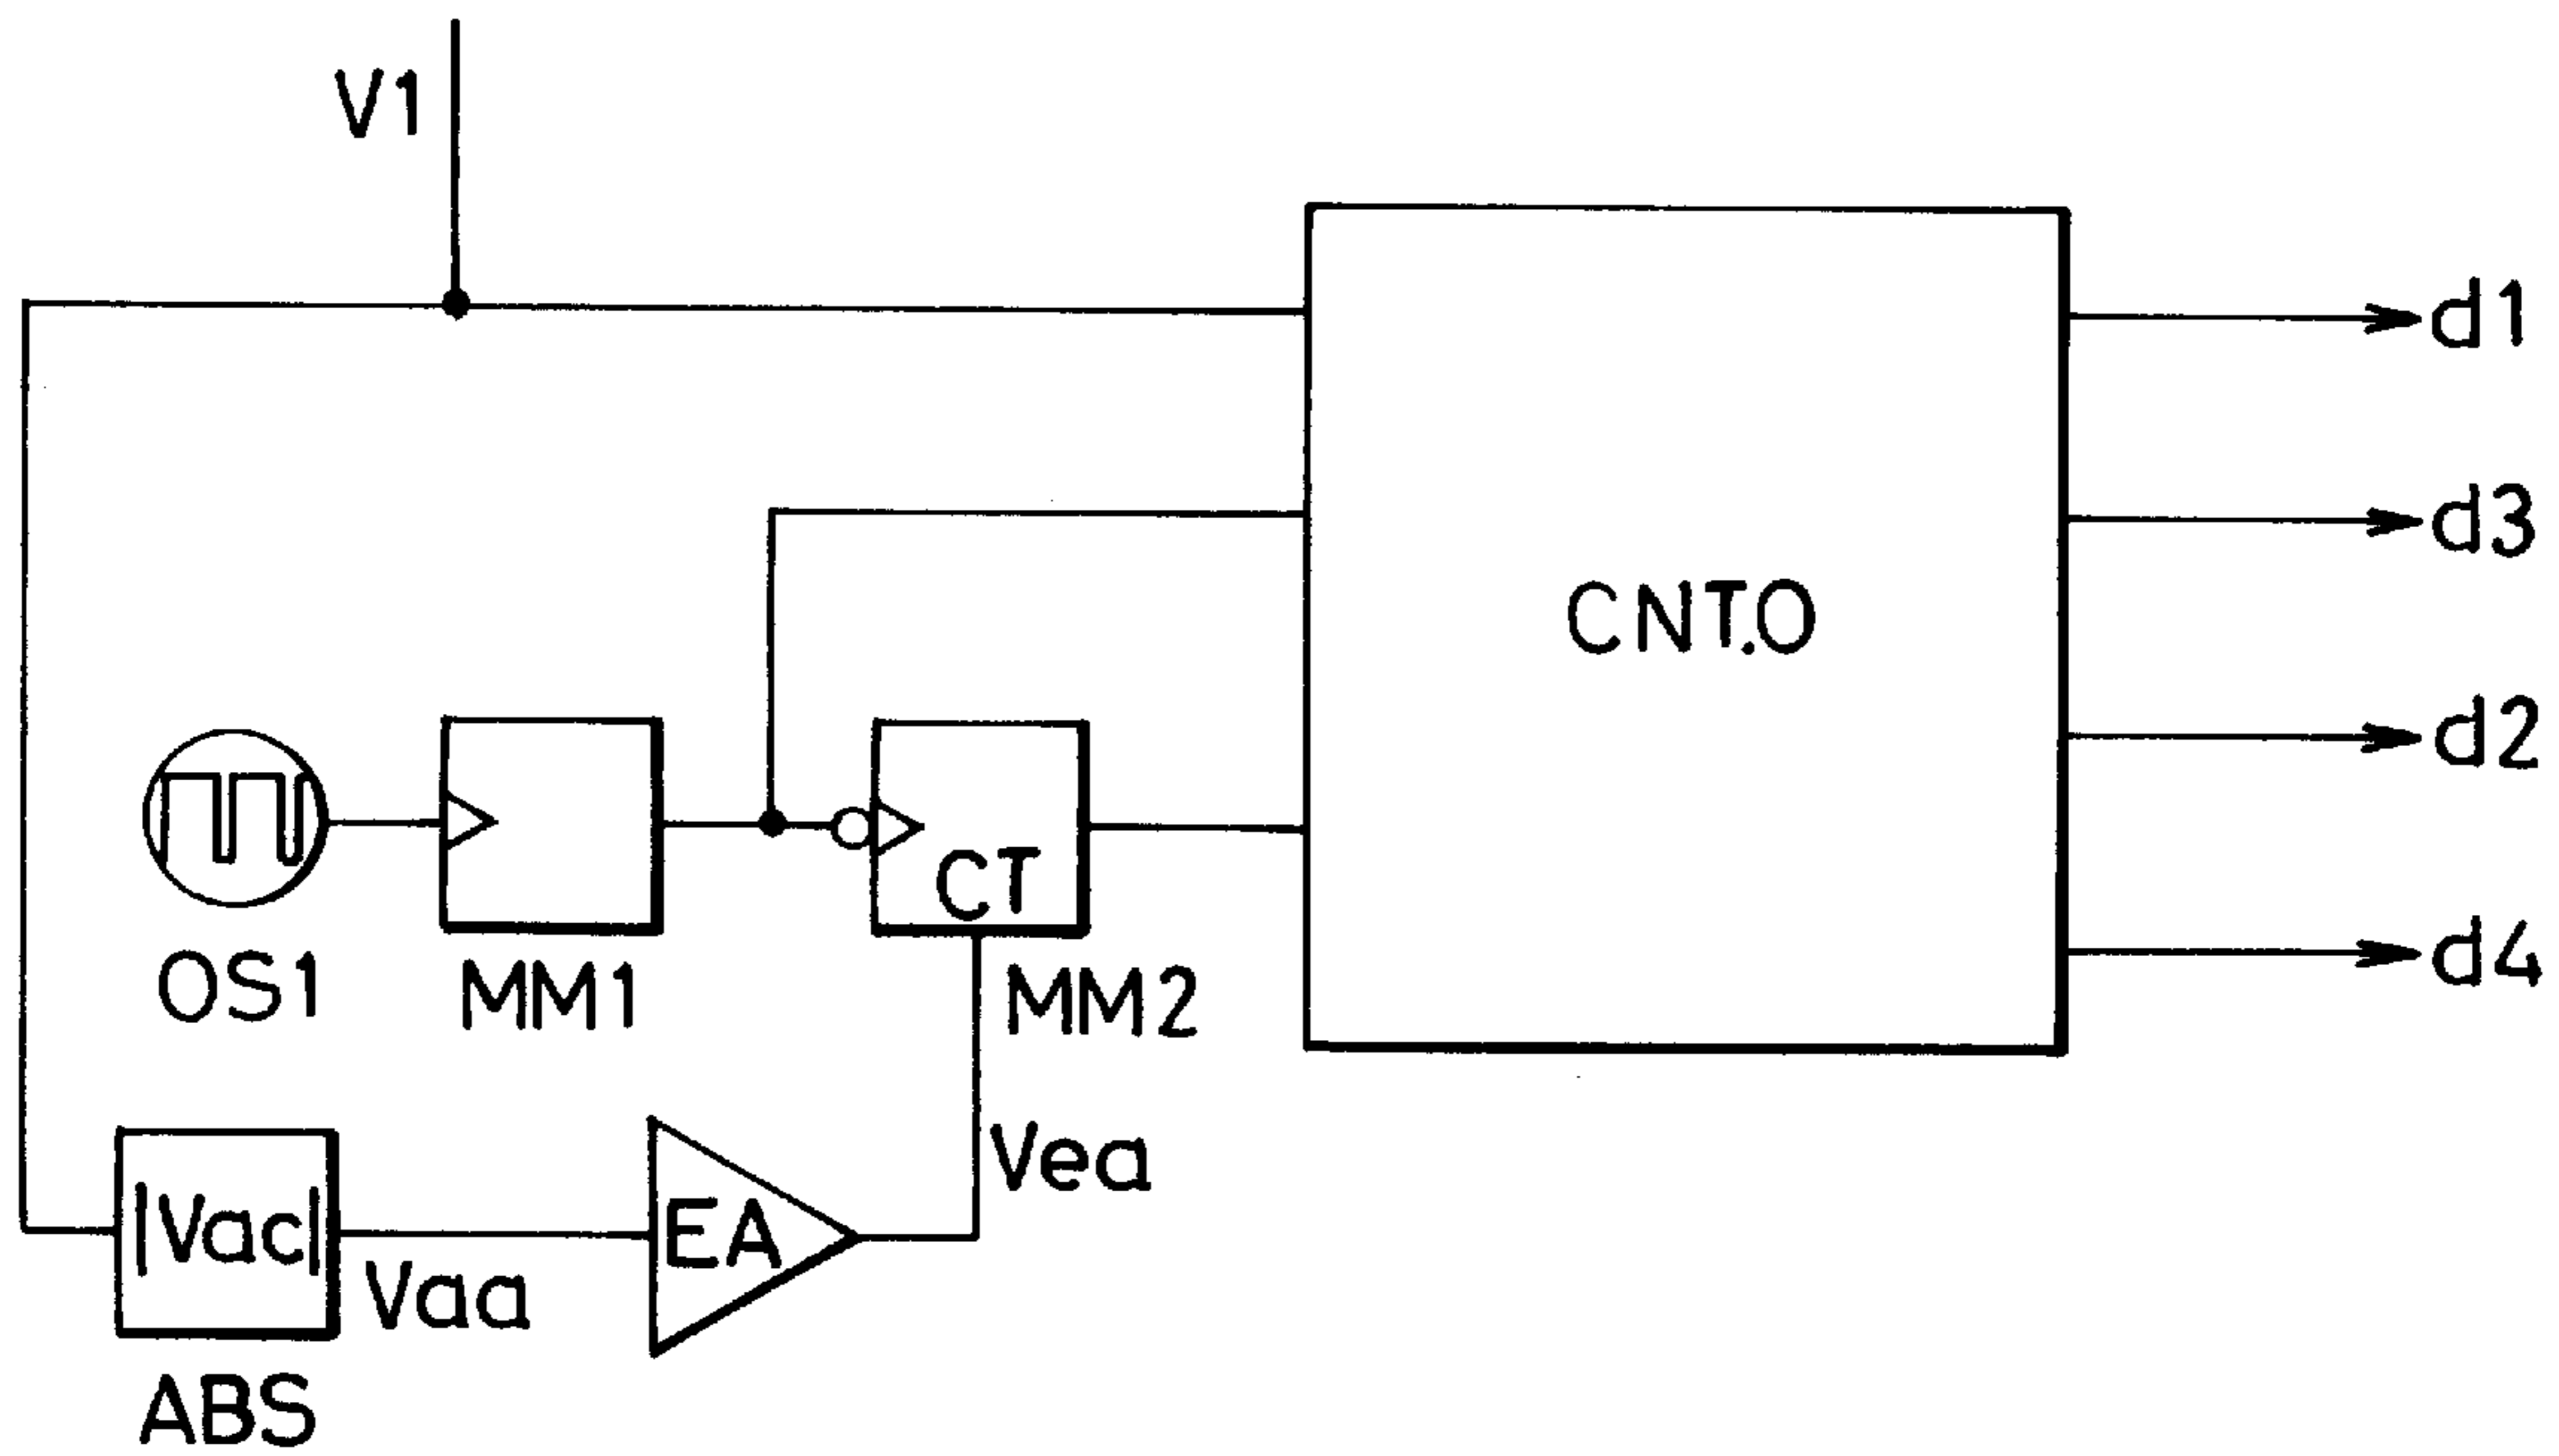 V1
d1
d3
CNT.O
d2
CT
d4
OS1
MM1
MM2
Vea
|Vac|
EA
Vaa
ABS